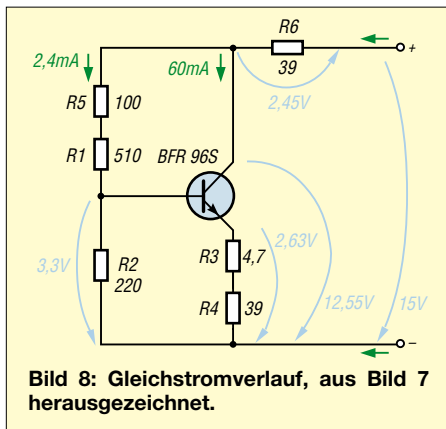 R6
39
+
2,4mA
60mA
2,45V
R5 100
R1 510
BFR 96S
3,3V
R2
220
R3 4,7
2,63V
12,55V
15V
R4 39
−
Bild 8: Gleichstromverlauf, aus Bild 7
herausgezeichnet.